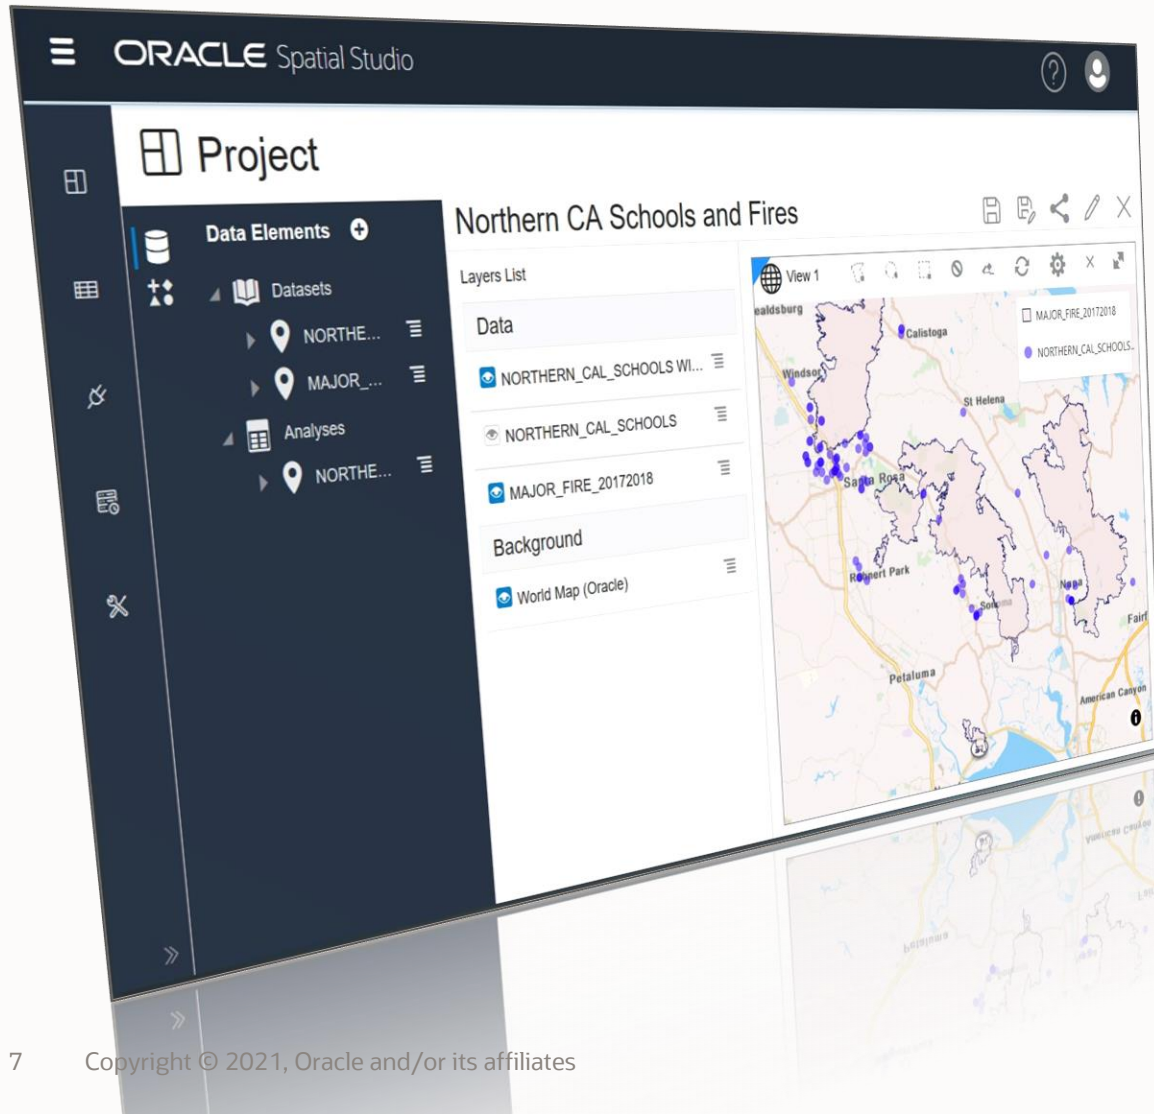 ORACLE Spatial Studio
Project
Data Elements
Datasets
NORTHE...
MAJOR_...
Analyses
NORTHE...
Northern CA Schools and Fires
Layers List
Data
NORTHERN_CAL_SCHOOLS WI...
NORTHERN_CAL_SCHOOLS
MAJOR_FIRE_20172018
Background
World Map (Oracle)
View 1
MAJOR_FIRE_20172018
NORTHERN_CAL_SCHOOLS..
ealdsburg
Calistoga
Windsor
St Helena
Santa Rosa
Rohnert Park
Napa
Sonoma
Fairf
Petaluma
American Canyon
7 Copyright © 2021, Oracle and/or its affiliates